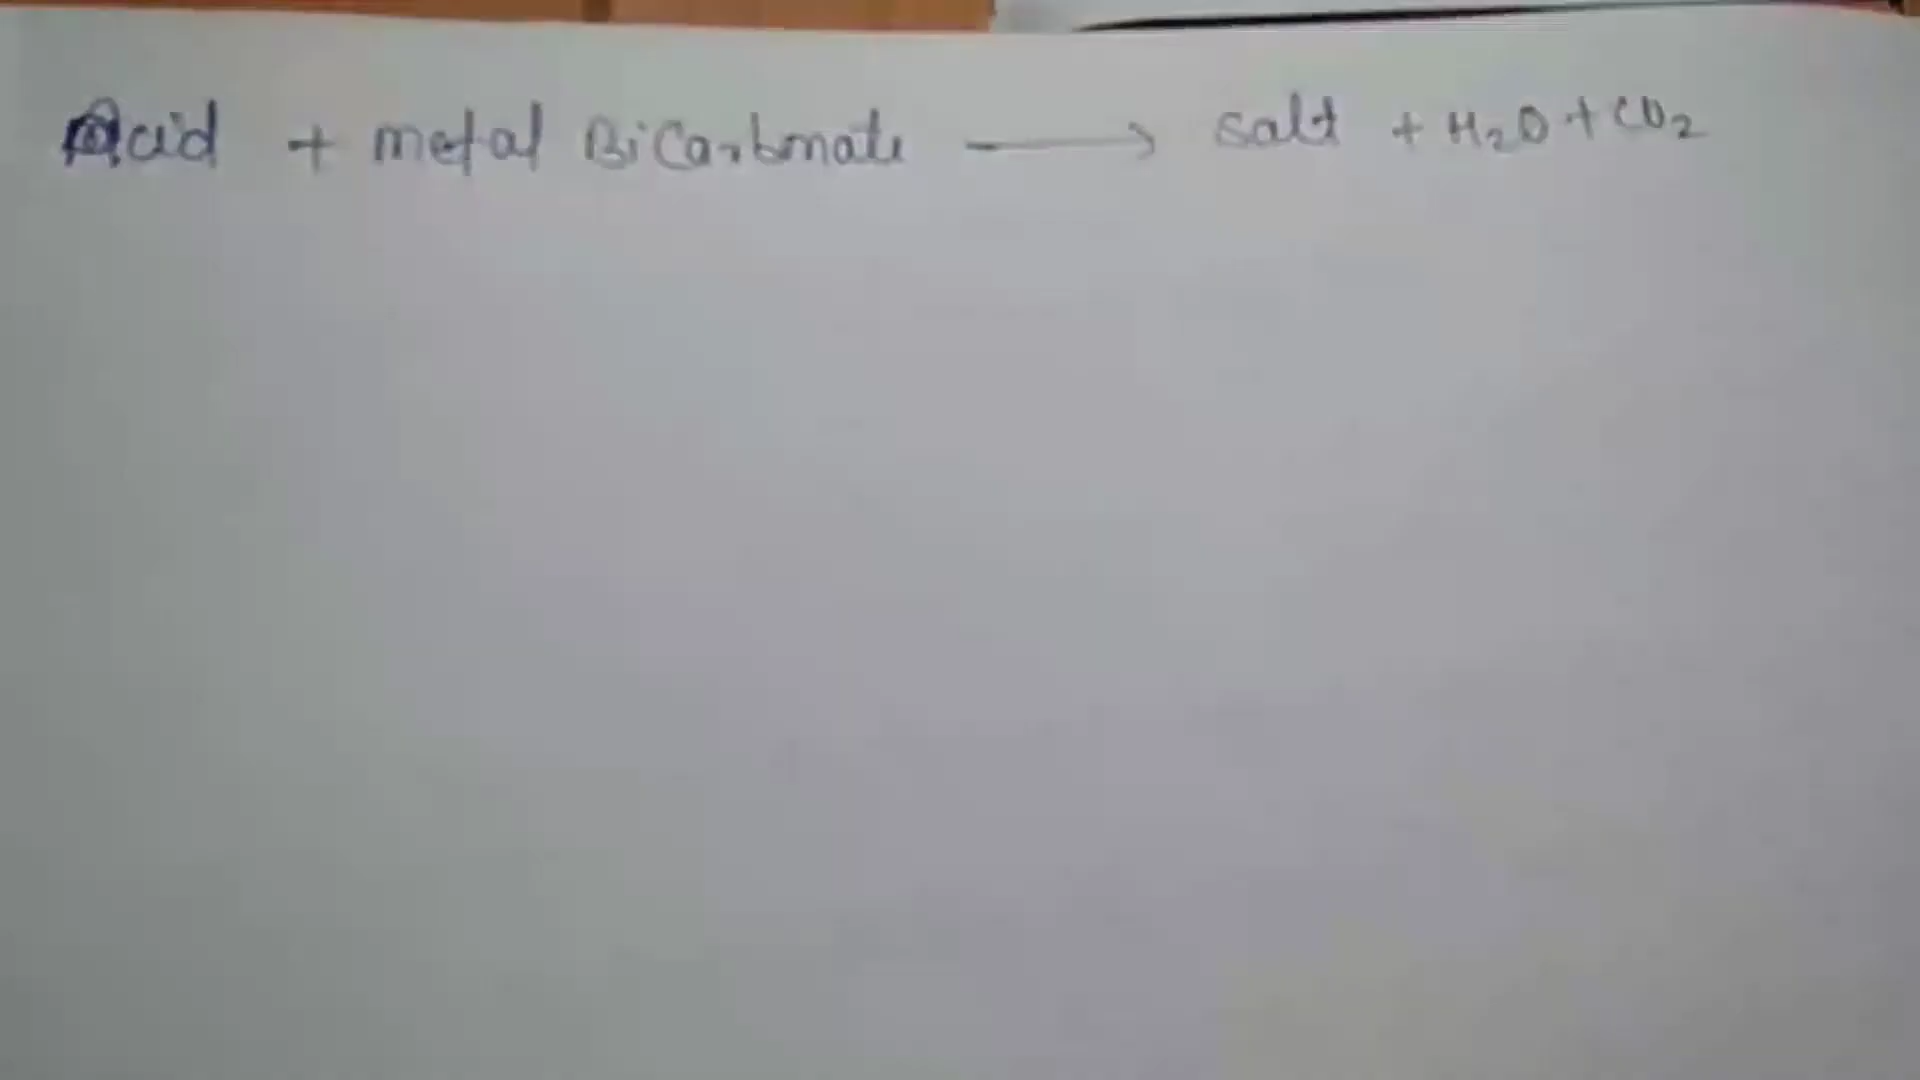 Acid + metal BiCarbonate → salt + H₂O + CO₂